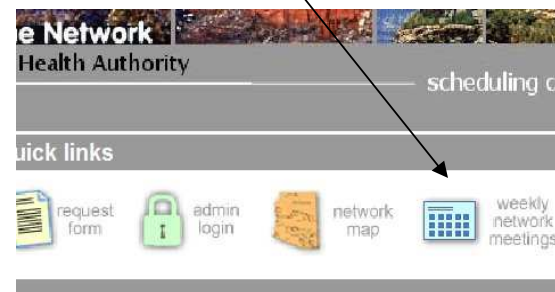 e Network
Health Authority
scheduling
uick links
request
form
admin
login
network
map
weekly
network
meetings